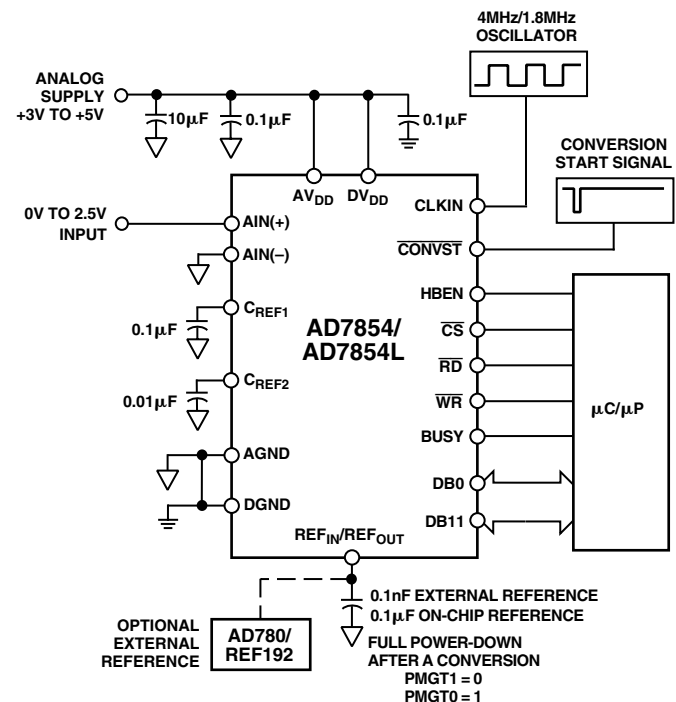 4MHz/1.8MHz
OSCILLATOR
ANALOG
SUPPLY
+3V TO +5V
10μF
0.1μF
0.1μF
CONVERSION
START SIGNAL
AVDD
DVDD
CLKIN
0V TO 2.5V
INPUT
AIN(+)
CONVST
AIN(–)
HBEN
CREF1
0.1μF
AD7854/
AD7854L
CS
RD
CREF2
0.01μF
WR
μC/μP
BUSY
AGND
DB0
DGND
DB11
REFIN/REFOUT
0.1nF EXTERNAL REFERENCE
0.1μF ON-CHIP REFERENCE
OPTIONAL
EXTERNAL
REFERENCE
AD780/
REF192
FULL POWER-DOWN
AFTER A CONVERSION
PMGT1 = 0
PMGT0 = 1